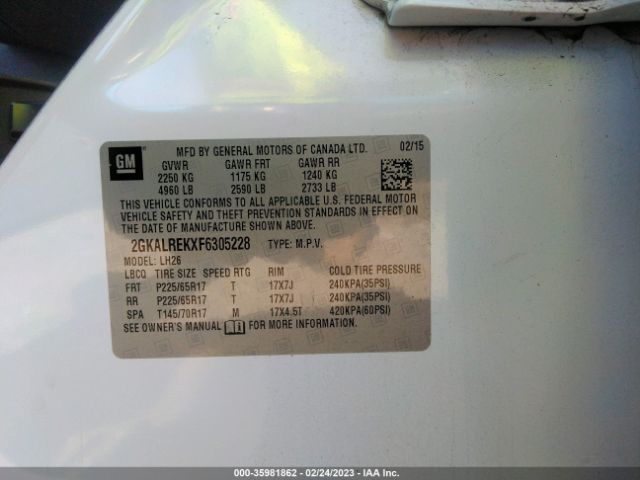 GM MFD BY GENERAL MOTORS OF CANADA LTD. 02/15
GVWR GAWR FRT GAWR RR
2250 KG 1175 KG 1240 KG
4960 LB 2590 LB 2733 LB
THIS VEHICLE CONFORMS TO ALL APPLICABLE U.S. FEDERAL MOTOR
VEHICLE SAFETY AND THEFT PREVENTION STANDARDS IN EFFECT ON
THE DATE OF MANUFACTURE SHOWN ABOVE.
2GKALREKXF6305228 TYPE: M.P.V.
MODEL: LH26
LBCQ TIRE SIZE SPEED RTG RIM COLD TIRE PRESSURE
FRT P225/65R17 T 17X7J 240KPA(35PSI)
RR P225/65R17 T 17X7J 240KPA(35PSI)
SPA T145/70R17 M 17X4.5T 420KPA(60PSI)
SEE OWNER'S MANUAL FOR MORE INFORMATION.
000-35981862 - 02/24/2023 - IAA Inc.